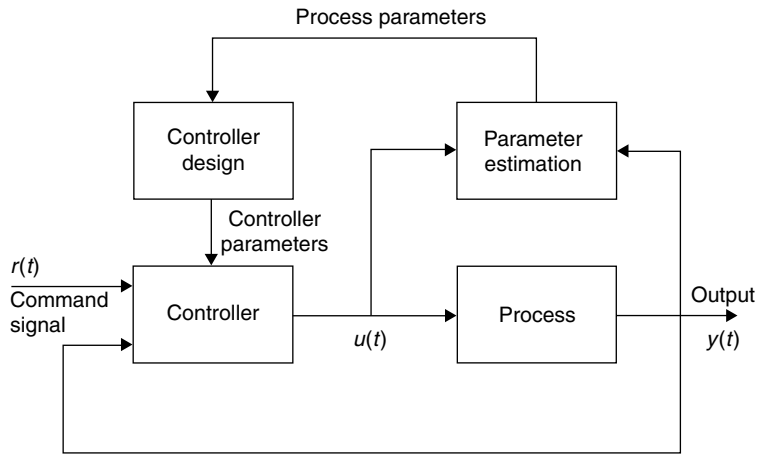 Process parameters
Controller
design
Parameter
estimation
Controller
parameters
r(t)
Command
signal
Controller
u(t)
Process
Output
y(t)